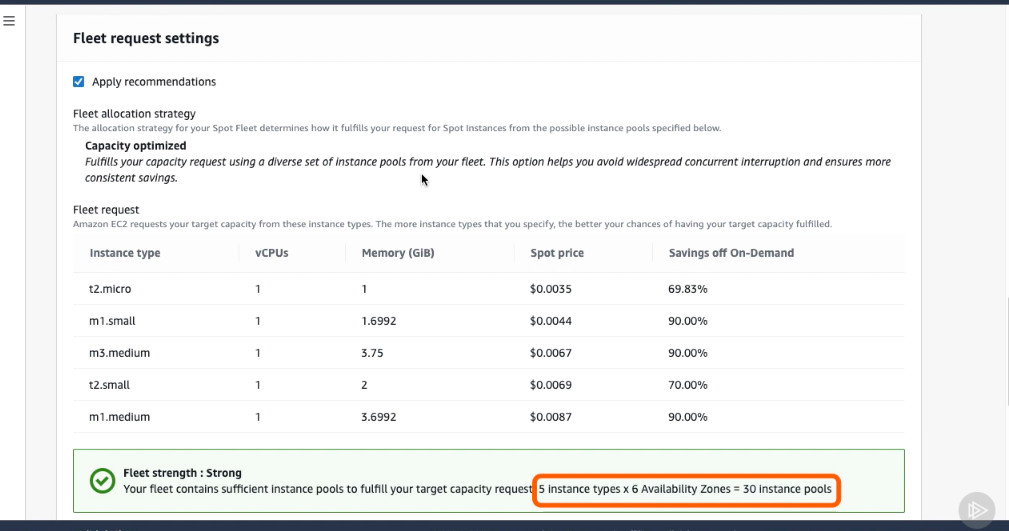 Fleet request settings
Apply recommendations
Fleet allocation strategy
The allocation strategy for your Spot Fleet determines how it fulfills your request for Spot Instances from the possible instance pools specified below.
Capacity optimized
Fulfills your capacity request using a diverse set of instance pools from your fleet. This option helps you avoid widespread concurrent interruption and ensures more
consistent savings.
Fleet request
Amazon EC2 requests your target capacity from these instance types. The more instance types that you specify, the better your chances of having your target capacity fulfilled.
Instance type vCPUs Memory (GiB) Spot price Savings off On-Demand
t2.micro 1 1 $0.0035 69.83%
m1.small 1 1.6992 $0.0044 90.00%
m3.medium 1 3.75 $0.0067 90.00%
t2.small 1 2 $0.0069 70.00%
m1.medium 1 3.6992 $0.0087 90.00%
Fleet strength : Strong
Your fleet contains sufficient instance pools to fulfill your target capacity request 5 instance types x 6 Availability Zones = 30 instance pools